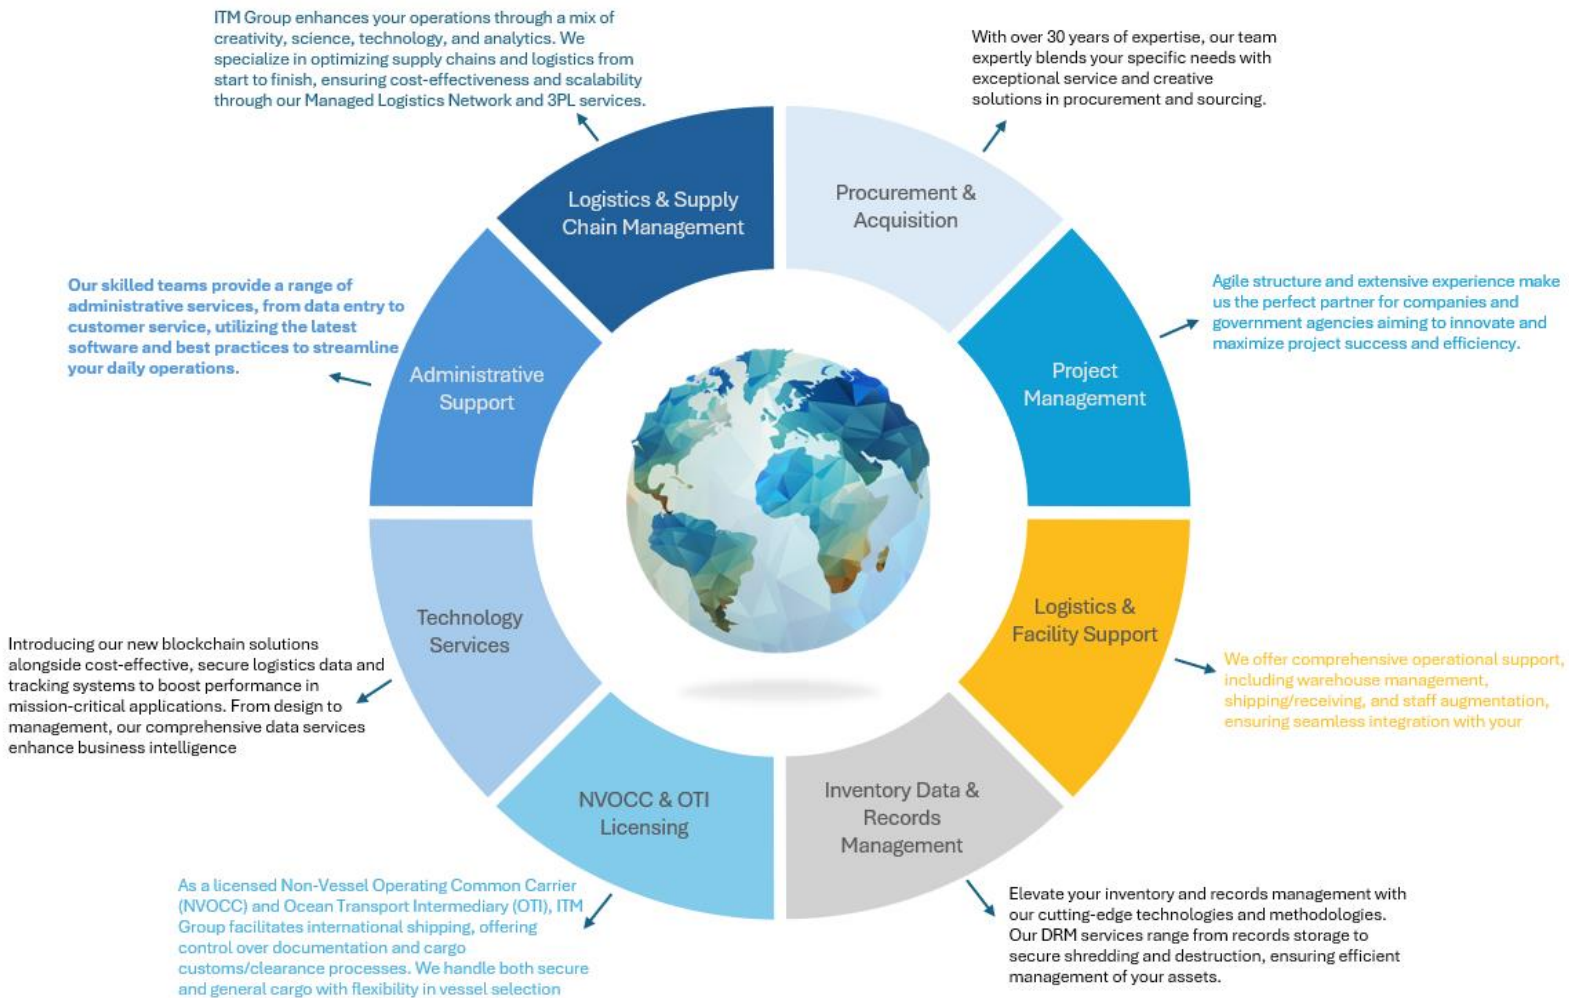 ITM Group enhances your operations through a mix of
creativity, science, technology, and analytics. We
specialize in optimizing supply chains and logistics from
start to finish, ensuring cost-effectiveness and scalability
through our Managed Logistics Network and 3PL services.
With over 30 years of expertise, our team
expertly blends your specific needs with
exceptional service and creative
solutions in procurement and sourcing.
Logistics & Supply
Chain Management
Procurement &
Acquisition
Our skilled teams provide a range of
administrative services, from data entry to
customer service, utilizing the latest
software and best practices to streamline
your daily operations.
Administrative
Support
Project
Management
Agile structure and extensive experience make
us the perfect partner for companies and
government agencies aiming to innovate and
maximize project success and efficiency.
Technology
Services
Logistics &
Facility Support
Introducing our new blockchain solutions
alongside cost-effective, secure logistics data and
tracking systems to boost performance in
mission-critical applications. From design to
management, our comprehensive data services
enhance business intelligence
We offer comprehensive operational support,
including warehouse management,
shipping/receiving, and staff augmentation,
ensuring seamless integration with your
NVOCC & OTI
Licensing
Inventory Data &
Records
Management
As a licensed Non-Vessel Operating Common Carrier
(NVOCC) and Ocean Transport Intermediary (OTI), ITM
Group facilitates international shipping, offering
control over documentation and cargo
customs/clearance processes. We handle both secure
and general cargo with flexibility in vessel selection
Elevate your inventory and records management with
our cutting-edge technologies and methodologies.
Our DRM services range from records storage to
secure shredding and destruction, ensuring efficient
management of your assets.